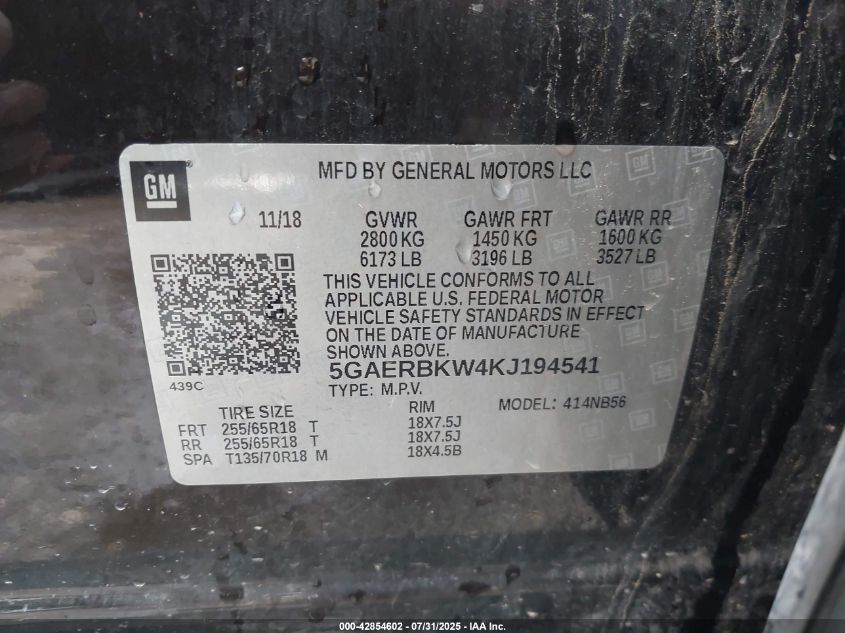 MFD BY GENERAL MOTORS LLC
GM
11/18 GVWR GAWR FRT GAWR RR
2800 KG 1450 KG 1600 KG
6173 LB 3196 LB 3527 LB
THIS VEHICLE CONFORMS TO ALL
APPLICABLE U.S. FEDERAL MOTOR
VEHICLE SAFETY STANDARDS IN EFFECT
ON THE DATE OF MANUFACTURE
SHOWN ABOVE.
5GAERBKW4KJ194541
439C
TYPE: M.P.V.
TIRE SIZE RIM MODEL: 414NB56
FRT 255/65R18 T 18X7.5J
RR 255/65R18 T 18X7.5J
SPA T135/70R18 M 18X4.5B
000-42854602 - 07/31/2025 - IAA Inc.